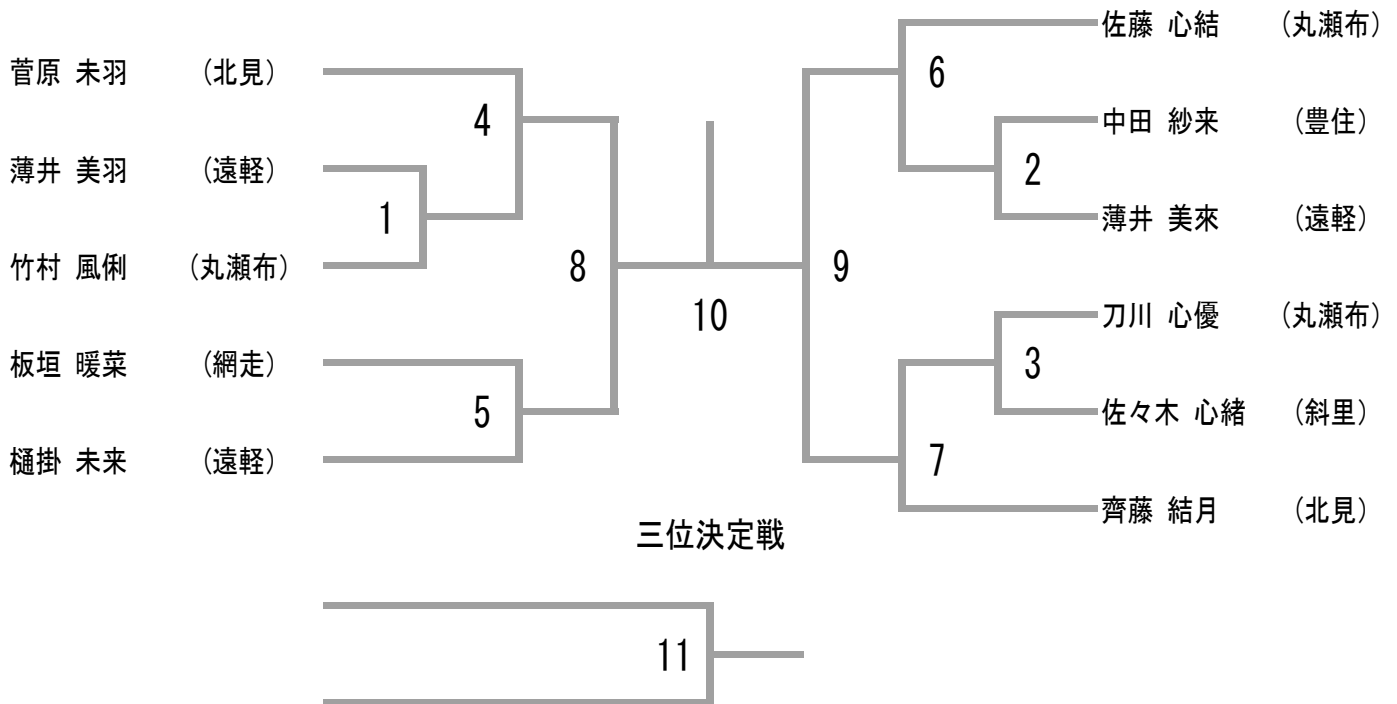 菅原 未羽 （北見）
薄井 美羽 （遠軽）
竹村 風俐 （丸瀬布）
板垣 暖菜 （網走）
樋掛 未来 （遠軽）
4
1
5
8
10
9
6
2
3
7
佐藤 心結 （丸瀬布）
中田 紗来 （豊住）
薄井 美來 （遠軽）
刀川 心優 （丸瀬布）
佐々木 心緒 （斜里）
齊藤 結月 （北見）
三位決定戦
11